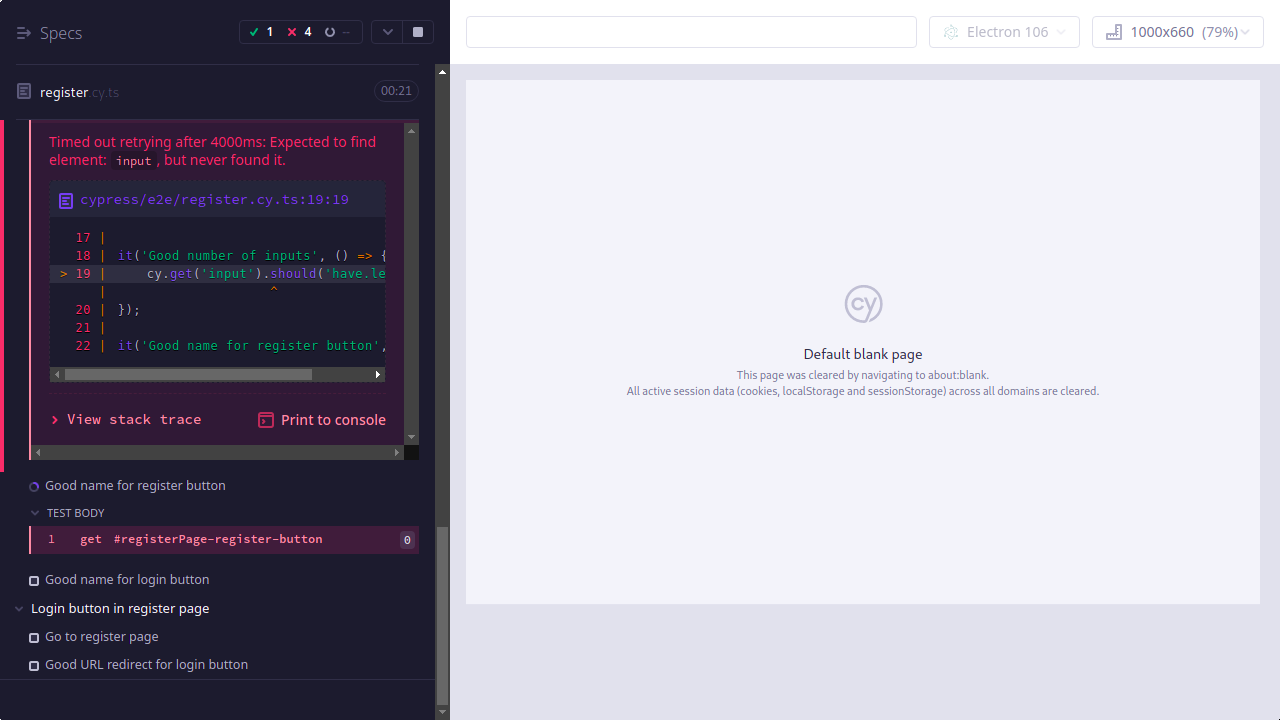 Specs
1
4
--
Electron 106
1000x660 (79%)
register.cy.ts
00:21
Timed out retrying after 4000ms: Expected to find
element: input, but never found it.
cypress/e2e/register.cy.ts:19:19
17 |
18 | it('Good number of inputs', () => {
> 19 | cy.get('input').should('have.le
| ^
20 | });
21 |
22 | it('Good name for register button',
View stack trace
Print to console
Good name for register button
TEST BODY
1 get #registerPage-register-button 0
Good name for login button
Login button in register page
Go to register page
Good URL redirect for login button
cy
Default blank page
This page was cleared by navigating to about:blank.
All active session data (cookies, localStorage and sessionStorage) across all domains are cleared.